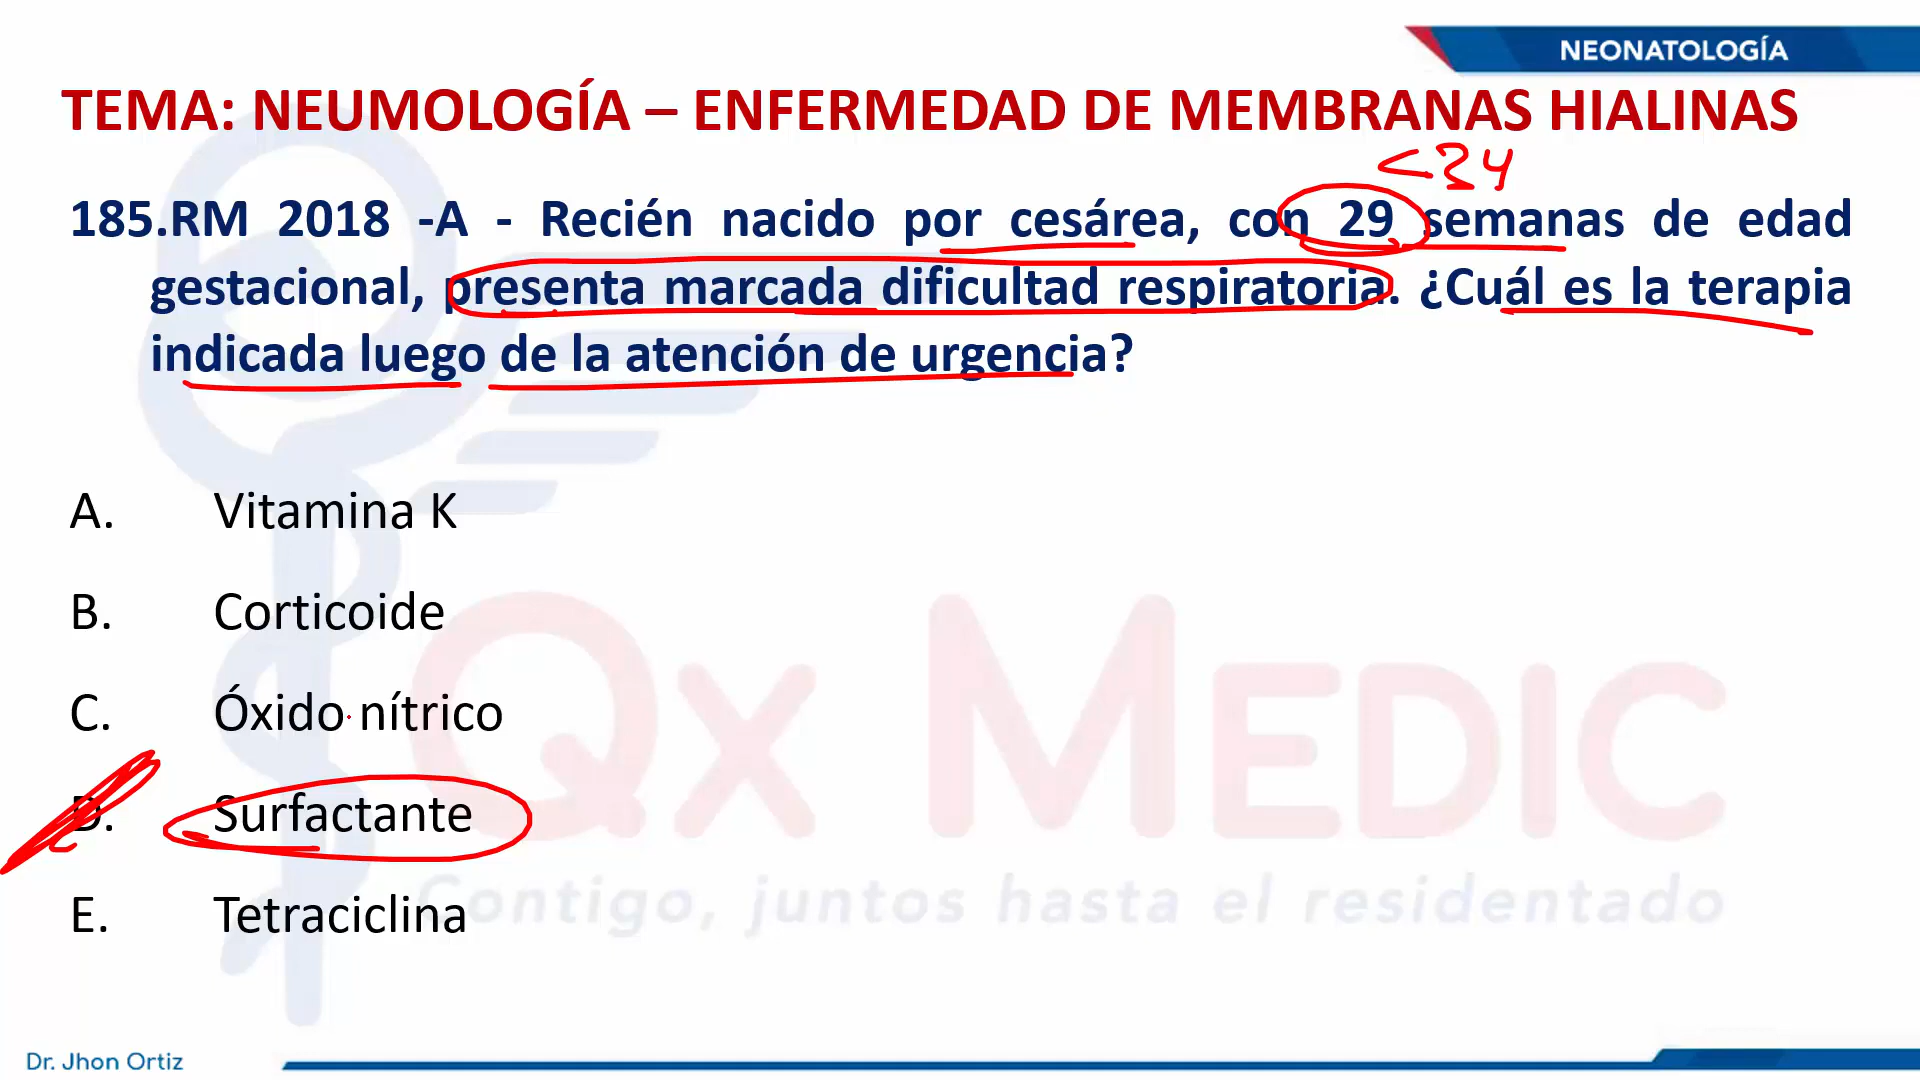 NEONATOLOGÍA
TEMA: NEUMOLOGÍA – ENFERMEDAD DE MEMBRANAS HIALINAS
<34
185.RM 2018 -A - Recién nacido por cesárea, con 29 semanas de edad
gestacional, presenta marcada dificultad respiratoria. ¿Cuál es la terapia
indicada luego de la atención de urgencia?
A. Vitamina K
B. Corticoide
C. Óxido nítrico
D. Surfactante
E. Tetraciclina
Qx MEDIC
Contigo, juntos hasta el residentado
Dr. Jhon Ortiz